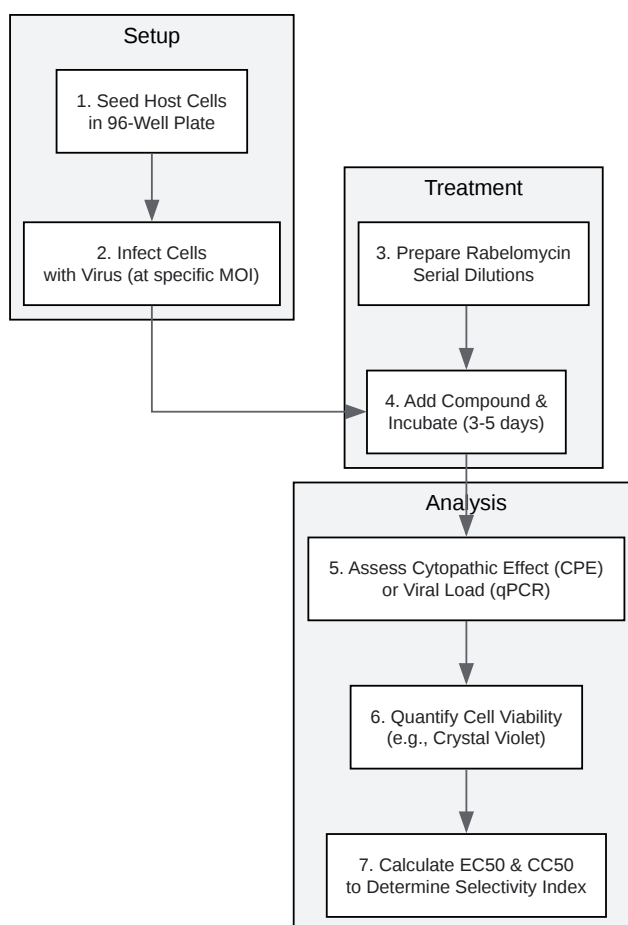 Setup
1. Seed Host Cells
in 96-Well Plate
2. Infect Cells
with Virus (at specific MOI)
Treatment
3. Prepare Rabelomycin
Serial Dilutions
4. Add Compound &
Incubate (3-5 days)
Analysis
5. Assess Cytopathic Effect (CPE)
or Viral Load (qPCR)
6. Quantify Cell Viability
(e.g., Crystal Violet)
7. Calculate EC50 & CC50
to Determine Selectivity Index